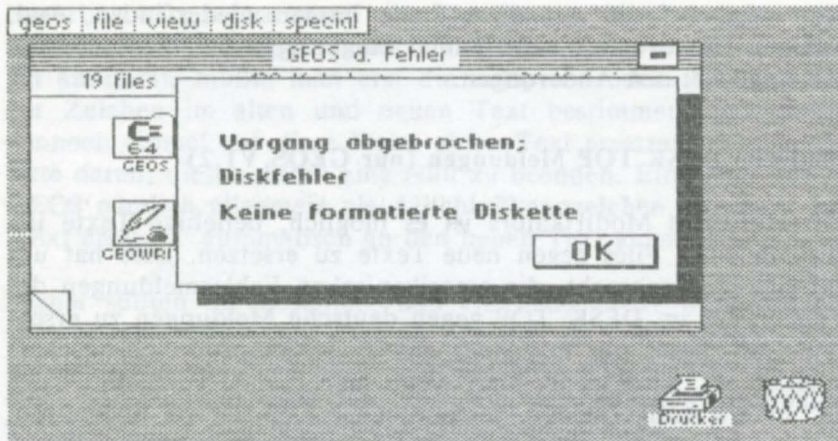 geos file view disk special
GEOS d. Fehler
19 files
C= 64
GEOS
GEOWRI
Vorgang abgebrochen;
Diskfehler
Keine formatierte Diskette
OK
Drucker